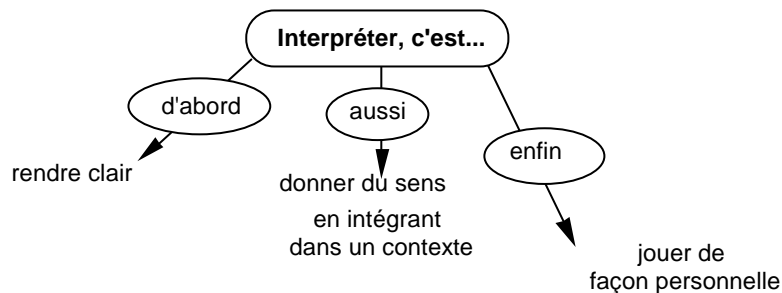 Interpréter, c'est...
d'abord
rendre clair
aussi
donner du sens
en intégrant
dans un contexte
enfin
jouer de
façon personnelle